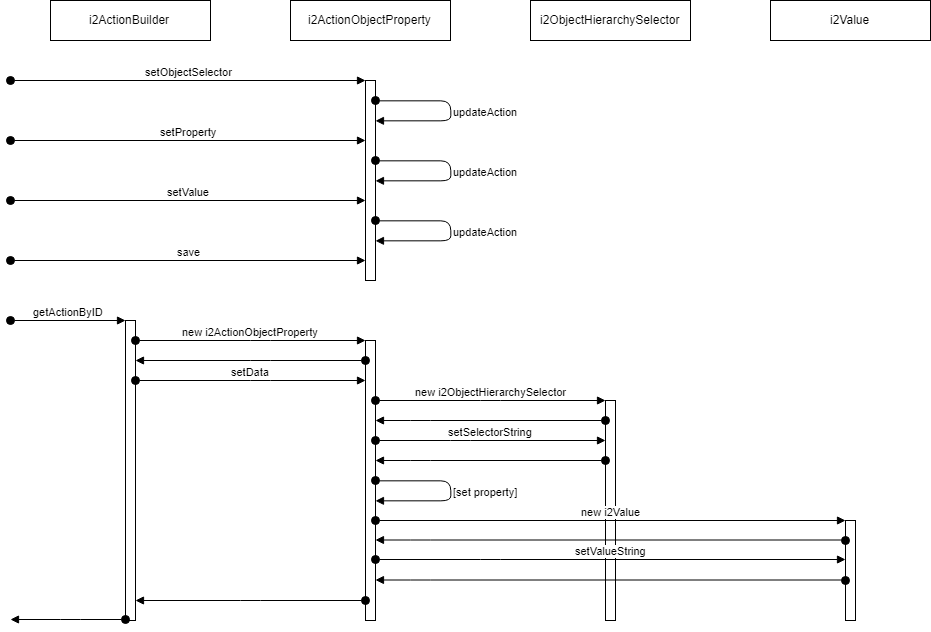 i2ActionBuilder
i2ActionObjectProperty
i2ObjectHierarchySelector
i2Value
setObjectSelector
updateAction
setProperty
updateAction
setValue
updateAction
save
getActionByID
new i2ActionObjectProperty
setData
new i2ObjectHierarchySelector
setSelectorString
[set property]
new i2Value
setValueString